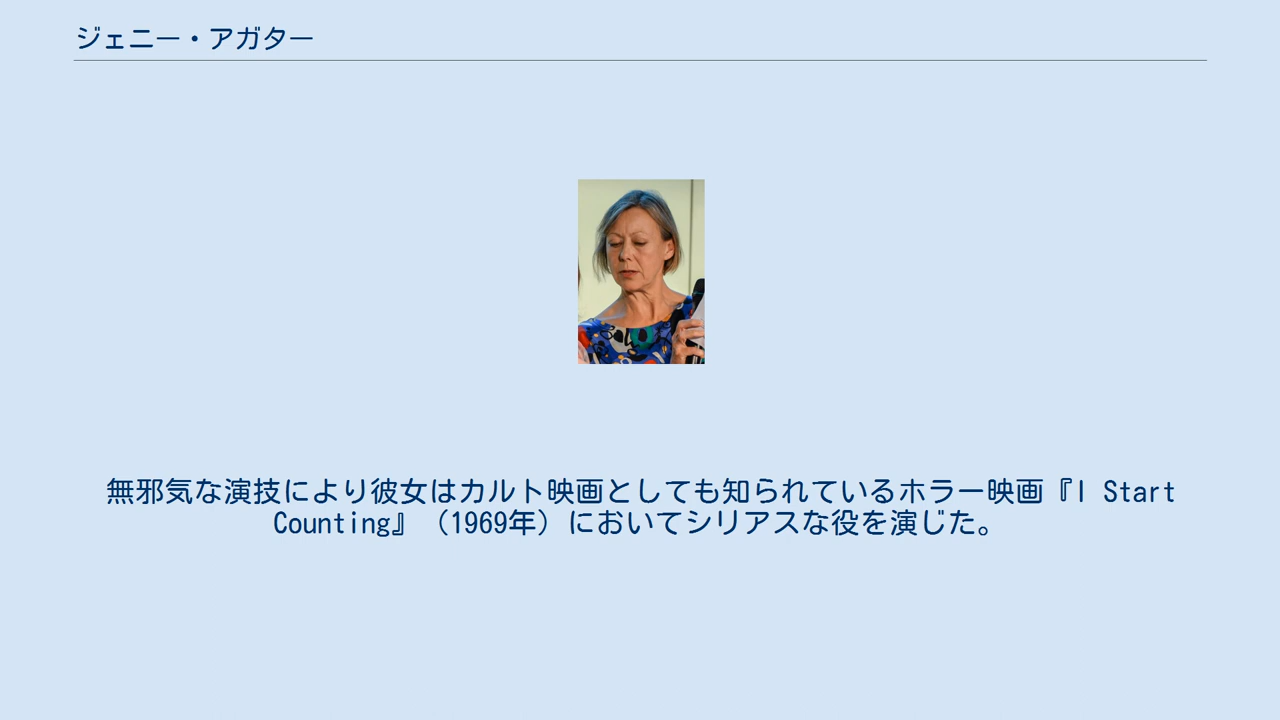 ジェニー・アガター
無邪気な演技により彼女はカルト映画としても知られているホラー映画『I Start
Counting』（1969年）においてシリアスな役を演じた。